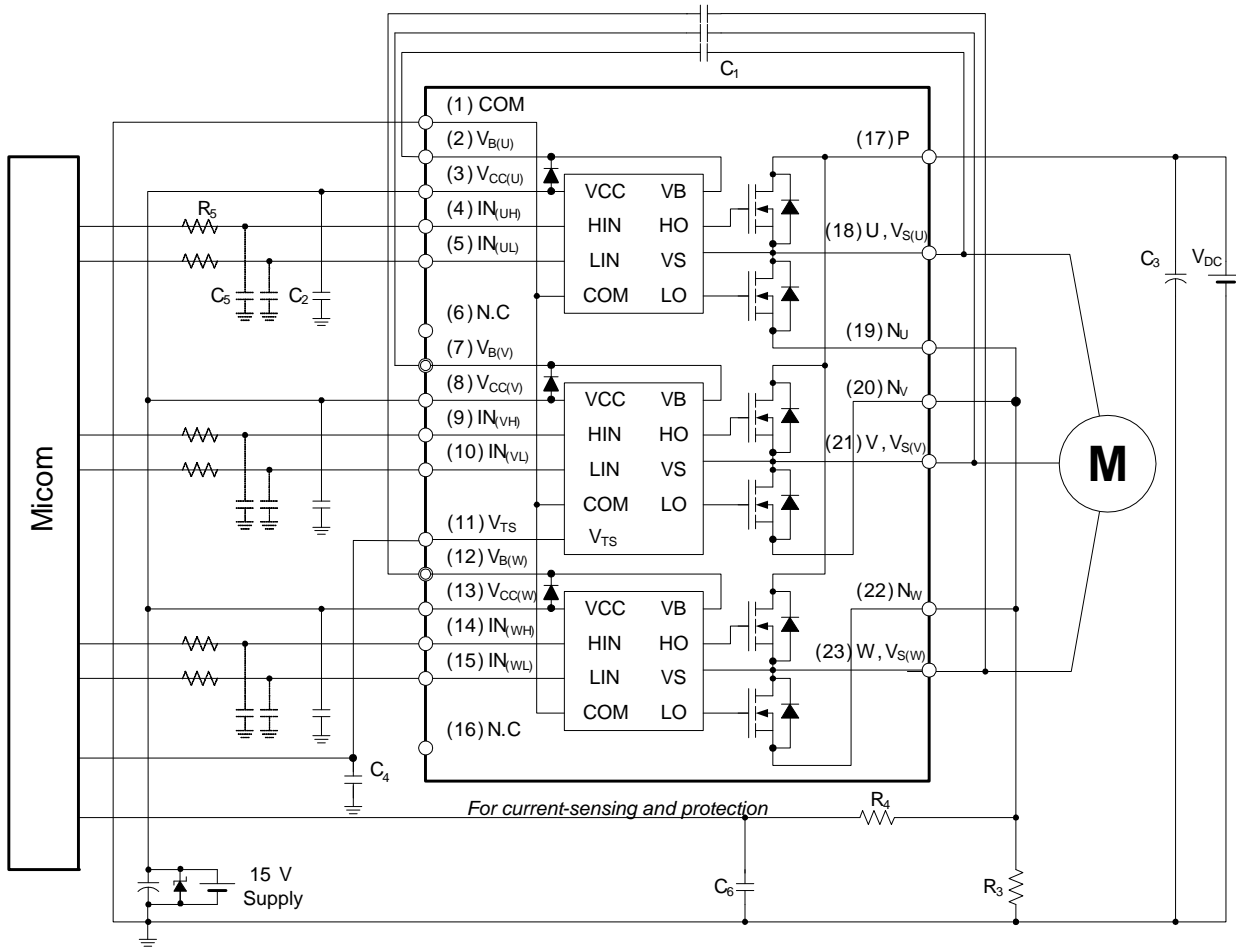 C1
(1) COM
(2) VB(U)
(3) VCC(U)
(4) IN(UH)
(5) IN(UL)
(6) N.C
(7) VB(V)
(8) VCC(V)
(9) IN(VH)
(10) IN(VL)
(11) VTS
(12) VB(W)
(13) VCC(W)
(14) IN(WH)
(15) IN(WL)
(16) N.C
VCC VB
HIN HO
LIN VS
COM LO
VCC VB
HIN HO
LIN VS
COM LO
VTS
VCC VB
HIN HO
LIN VS
COM LO
(17) P
(18) U, VS(U)
(19) NU
(20) NV
(21) V, VS(V)
(22) NW
(23) W, VS(W)
Micom
R5
C5
C2
C3
VDC
M
C4
For current-sensing and protection
R4
15 V
Supply
C6
R3